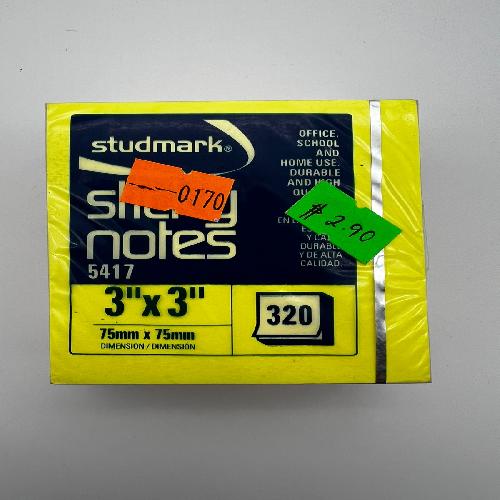 studmark®
0170
notes
5417
3"x3"
75mm x 75mm
DIMENSION / DIMENSIÓN
320
OFFICE,
SCHOOL
AND
HOME USE.
DURABLE
AND HIGH
$2.90
DURABLE
Y DE ALTA
CALIDAD.